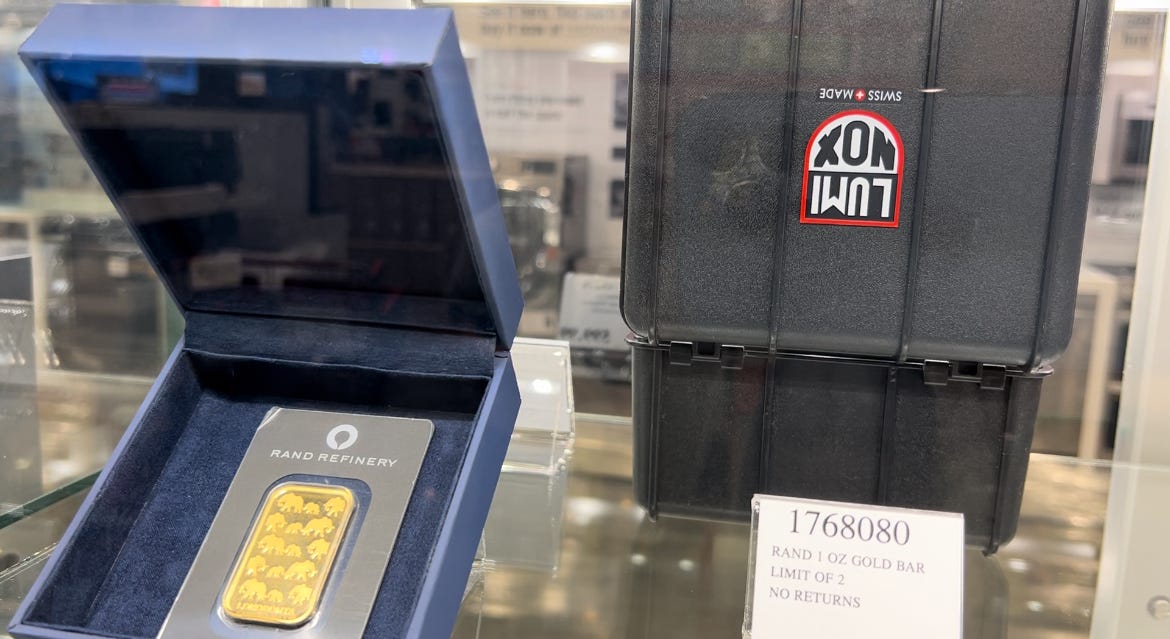 RAND REFINERY
SWISS MADE
LUMI
NOX
1768080
RAND 1 OZ GOLD BAR
LIMIT OF 2
NO RETURNS